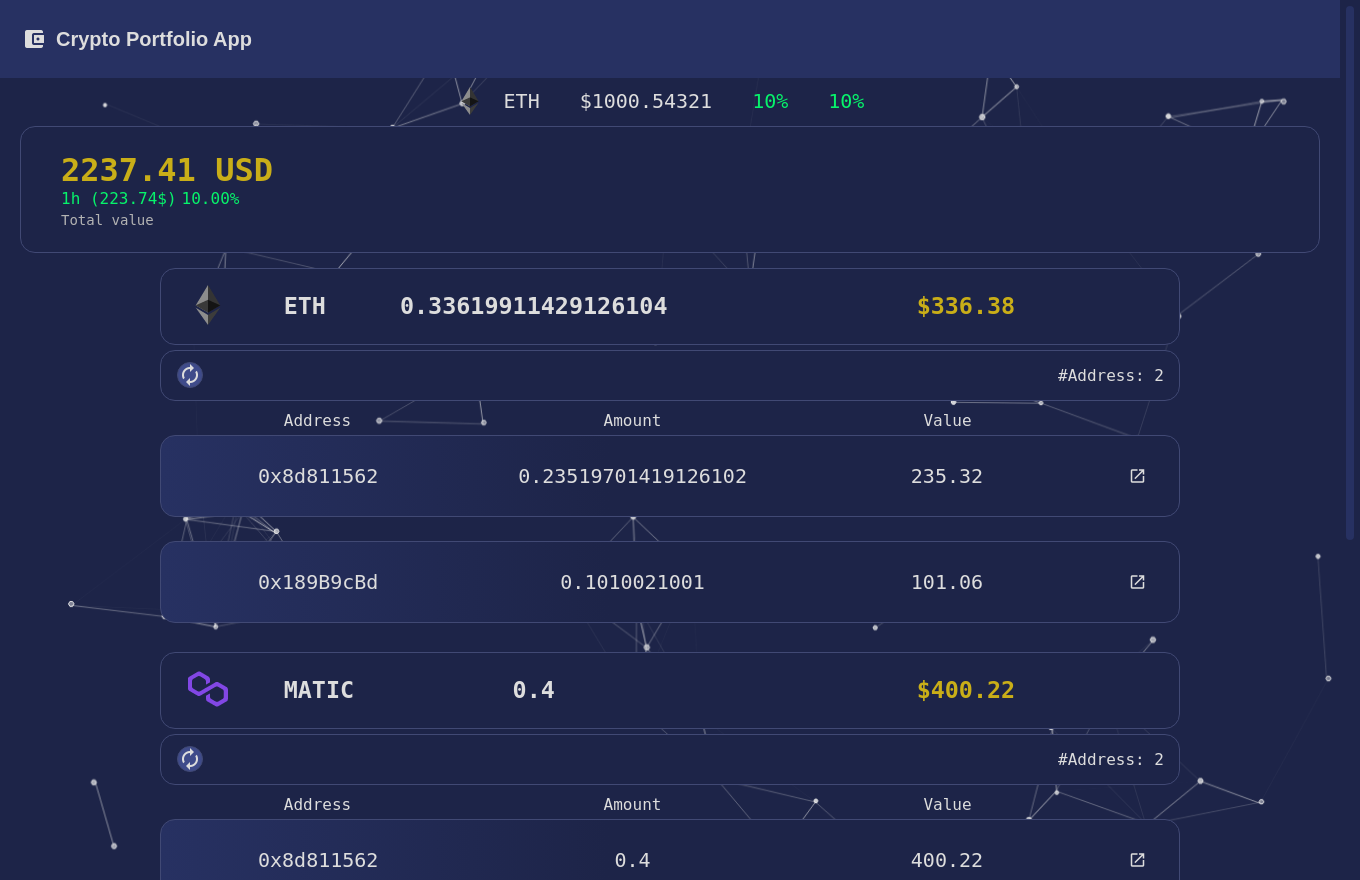 Crypto Portfolio App
ETH $1000.54321 10% 10%
2237.41 USD
1h (223.74$) 10.00%
Total value
ETH 0.33619911429126104 $336.38
#Address: 2
Address Amount Value
0x8d811562 0.23519701419126102 235.32
0x189B9cBd 0.1010021001 101.06
MATIC 0.4 $400.22
#Address: 2
Address Amount Value
0x8d811562 0.4 400.22